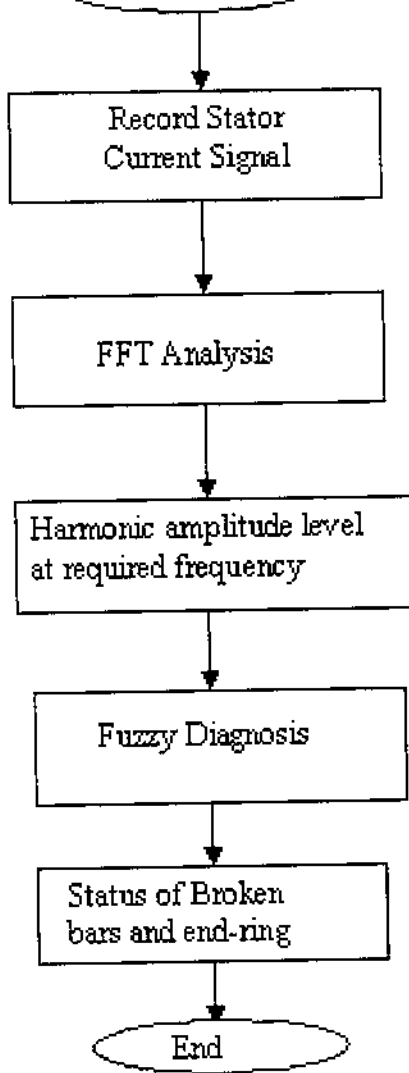 Record Stator
Current Signal
FFT Analysis
Harmonic amplitude level
at required frequency
Fuzzy Diagnosis
Status of Broken
bars and end-ring
End